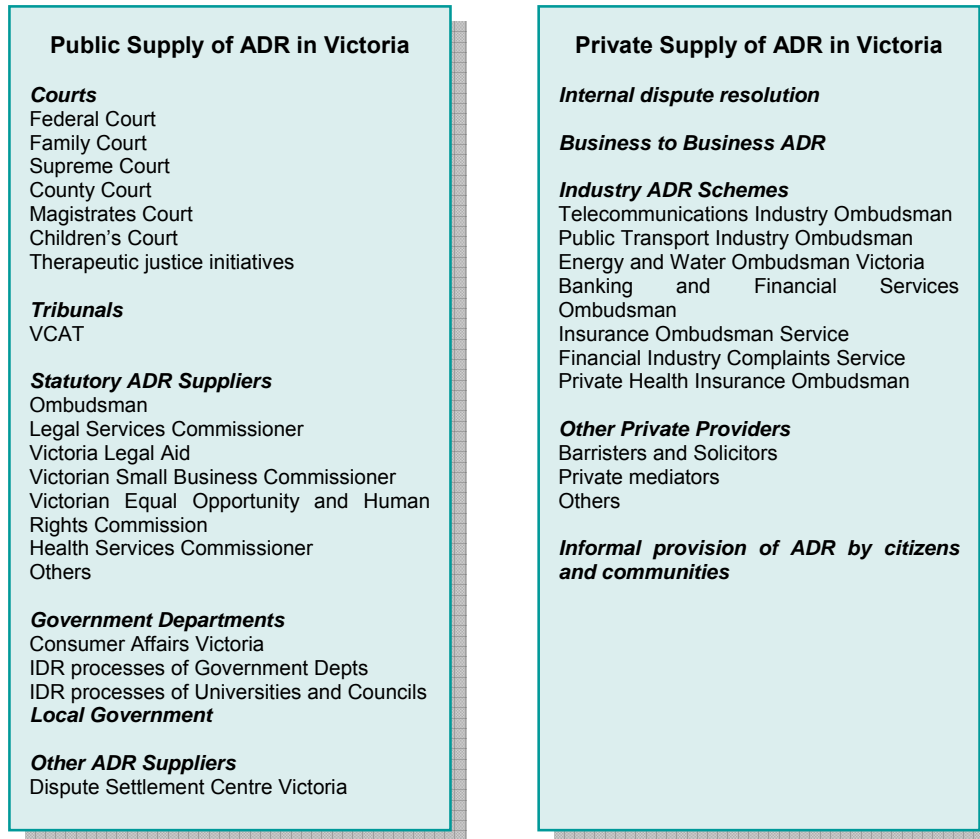 Public Supply of ADR in Victoria
Courts
Federal Court
Family Court
Supreme Court
County Court
Magistrates Court
Children's Court
Therapeutic justice initiatives
Tribunals
VCAT
Statutory ADR Suppliers
Ombudsman
Legal Services Commissioner
Victoria Legal Aid
Victorian Small Business Commissioner
Victorian Equal Opportunity and Human
Rights Commission
Health Services Commissioner
Others
Government Departments
Consumer Affairs Victoria
IDR processes of Government Depts
IDR processes of Universities and Councils
Local Government
Other ADR Suppliers
Dispute Settlement Centre Victoria
Private Supply of ADR in Victoria
Internal dispute resolution
Business to Business ADR
Industry ADR Schemes
Telecommunications Industry Ombudsman
Public Transport Industry Ombudsman
Energy and Water Ombudsman Victoria
Banking and Financial Services
Ombudsman
Insurance Ombudsman Service
Financial Industry Complaints Service
Private Health Insurance Ombudsman
Other Private Providers
Barristers and Solicitors
Private mediators
Others
Informal provision of ADR by citizens
and communities